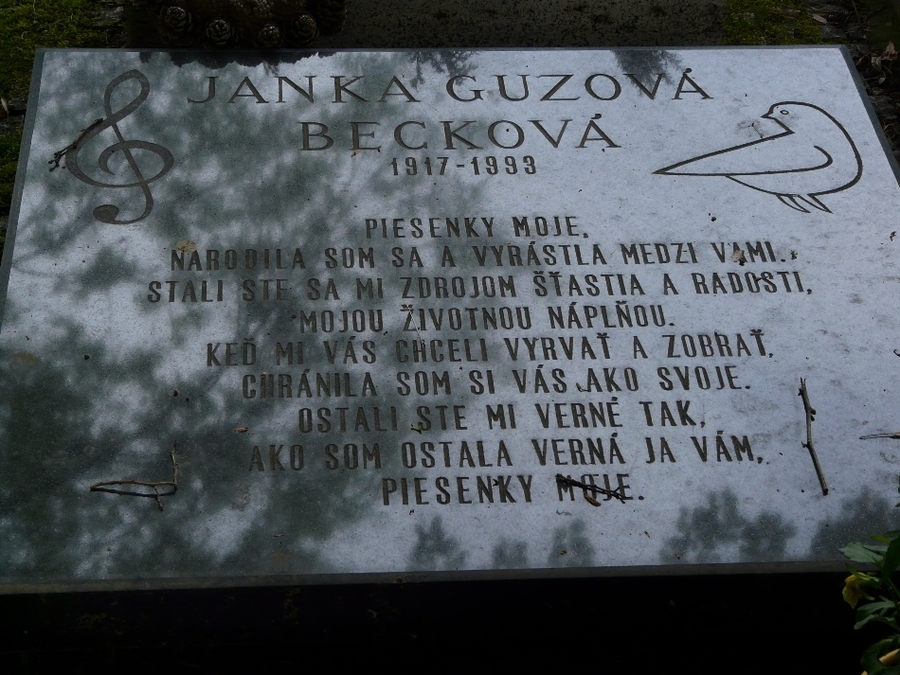 JANKA GUZOVÁ
BECKOVÁ
1917-1993
PIESENKY MOJE,
NARODILA SOM SA A VYRÁSTLA MEDZI VAMI.
STALI STE SA MI ZDROJOM ŠŤASTIA A RADOSTI,
MOJOU ŽIVOTNOU NÁPLŇOU.
KEĎ MI VÁS CHCELI VYRVAŤ A ZOBRAŤ,
CHRÁNILA SOM SI VÁS AKO SVOJE.
OSTALI STE MI VERNÉ TAK,
AKO SOM OSTALA VERNÁ JA VÁM,
PIESENKY MOJE.